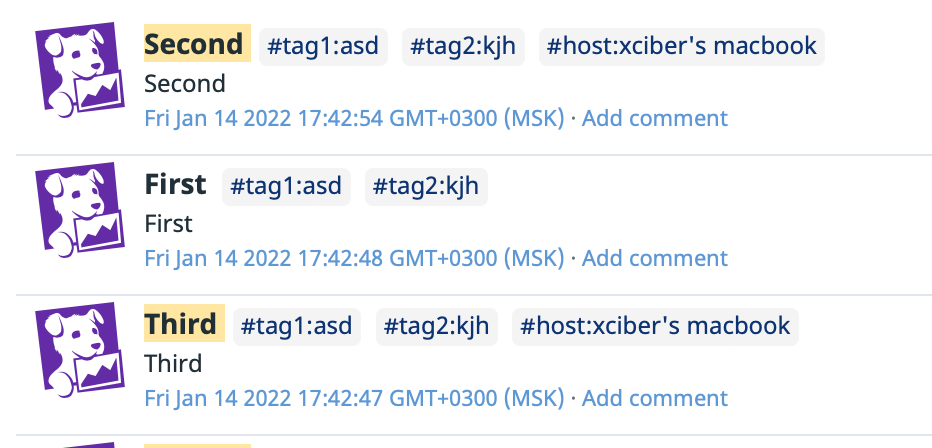 Second #tag1:asd #tag2:kjh #host:xciber's macbook
Second
Fri Jan 14 2022 17:42:54 GMT+0300 (MSK) · Add comment
First #tag1:asd #tag2:kjh
First
Fri Jan 14 2022 17:42:48 GMT+0300 (MSK) · Add comment
Third #tag1:asd #tag2:kjh #host:xciber's macbook
Third
Fri Jan 14 2022 17:42:47 GMT+0300 (MSK) · Add comment